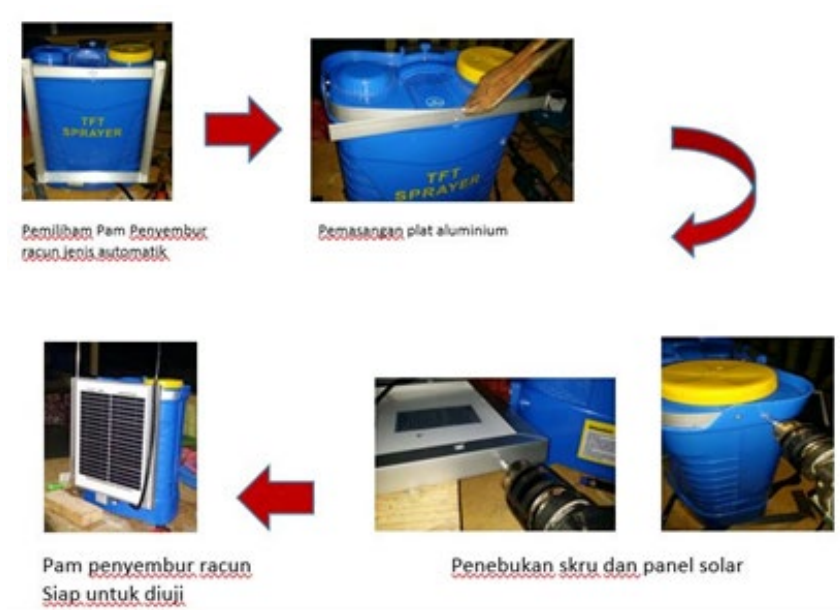 TFT
SPRAYER
TFT
SPRAYER
Pemiliham Pam Penyembur
racun jenis automatik
Pemasangan plat aluminium
Pam penyembur racun
Siap untuk diuji
Penebukan skru dan panel solar